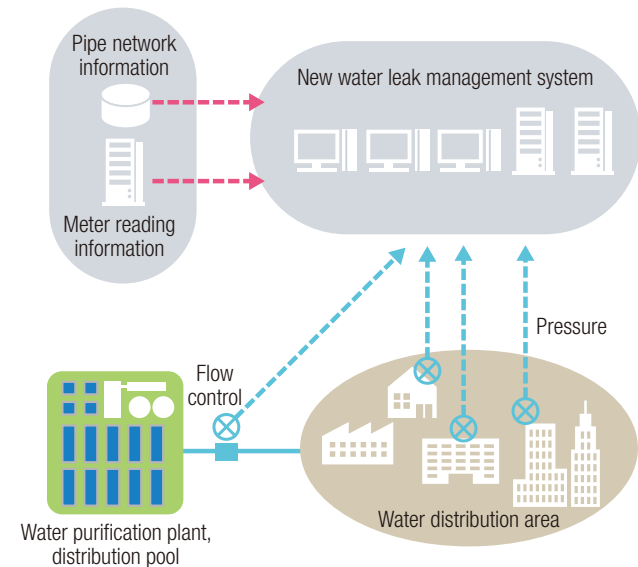 Pipe network
information
New water leak management system
Meter reading
information
Pressure
Flow
control
Water purification plant,
distribution pool
Water distribution area